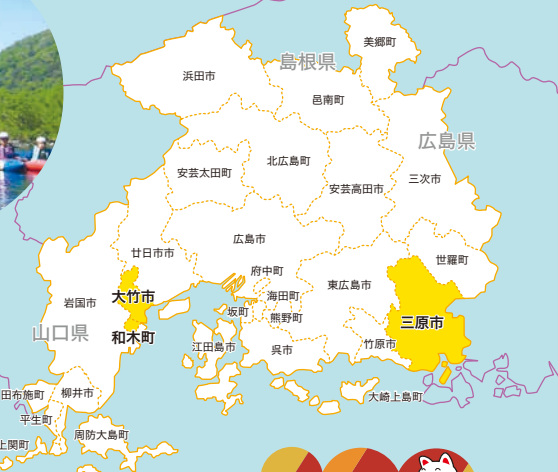 美郷町
島根県
浜田市
邑南町
広島県
北広島町
安芸太田町
安芸高田市
三次市
広島市
廿日市市
世羅町
府中町
東広島市
大竹市
海田町
岩国市
坂町
熊野町
三原市
山口県
和木町
江田島市
呉市
竹原市
田布施町
柳井市
大崎上島町
平生町
周防大島町
上関町